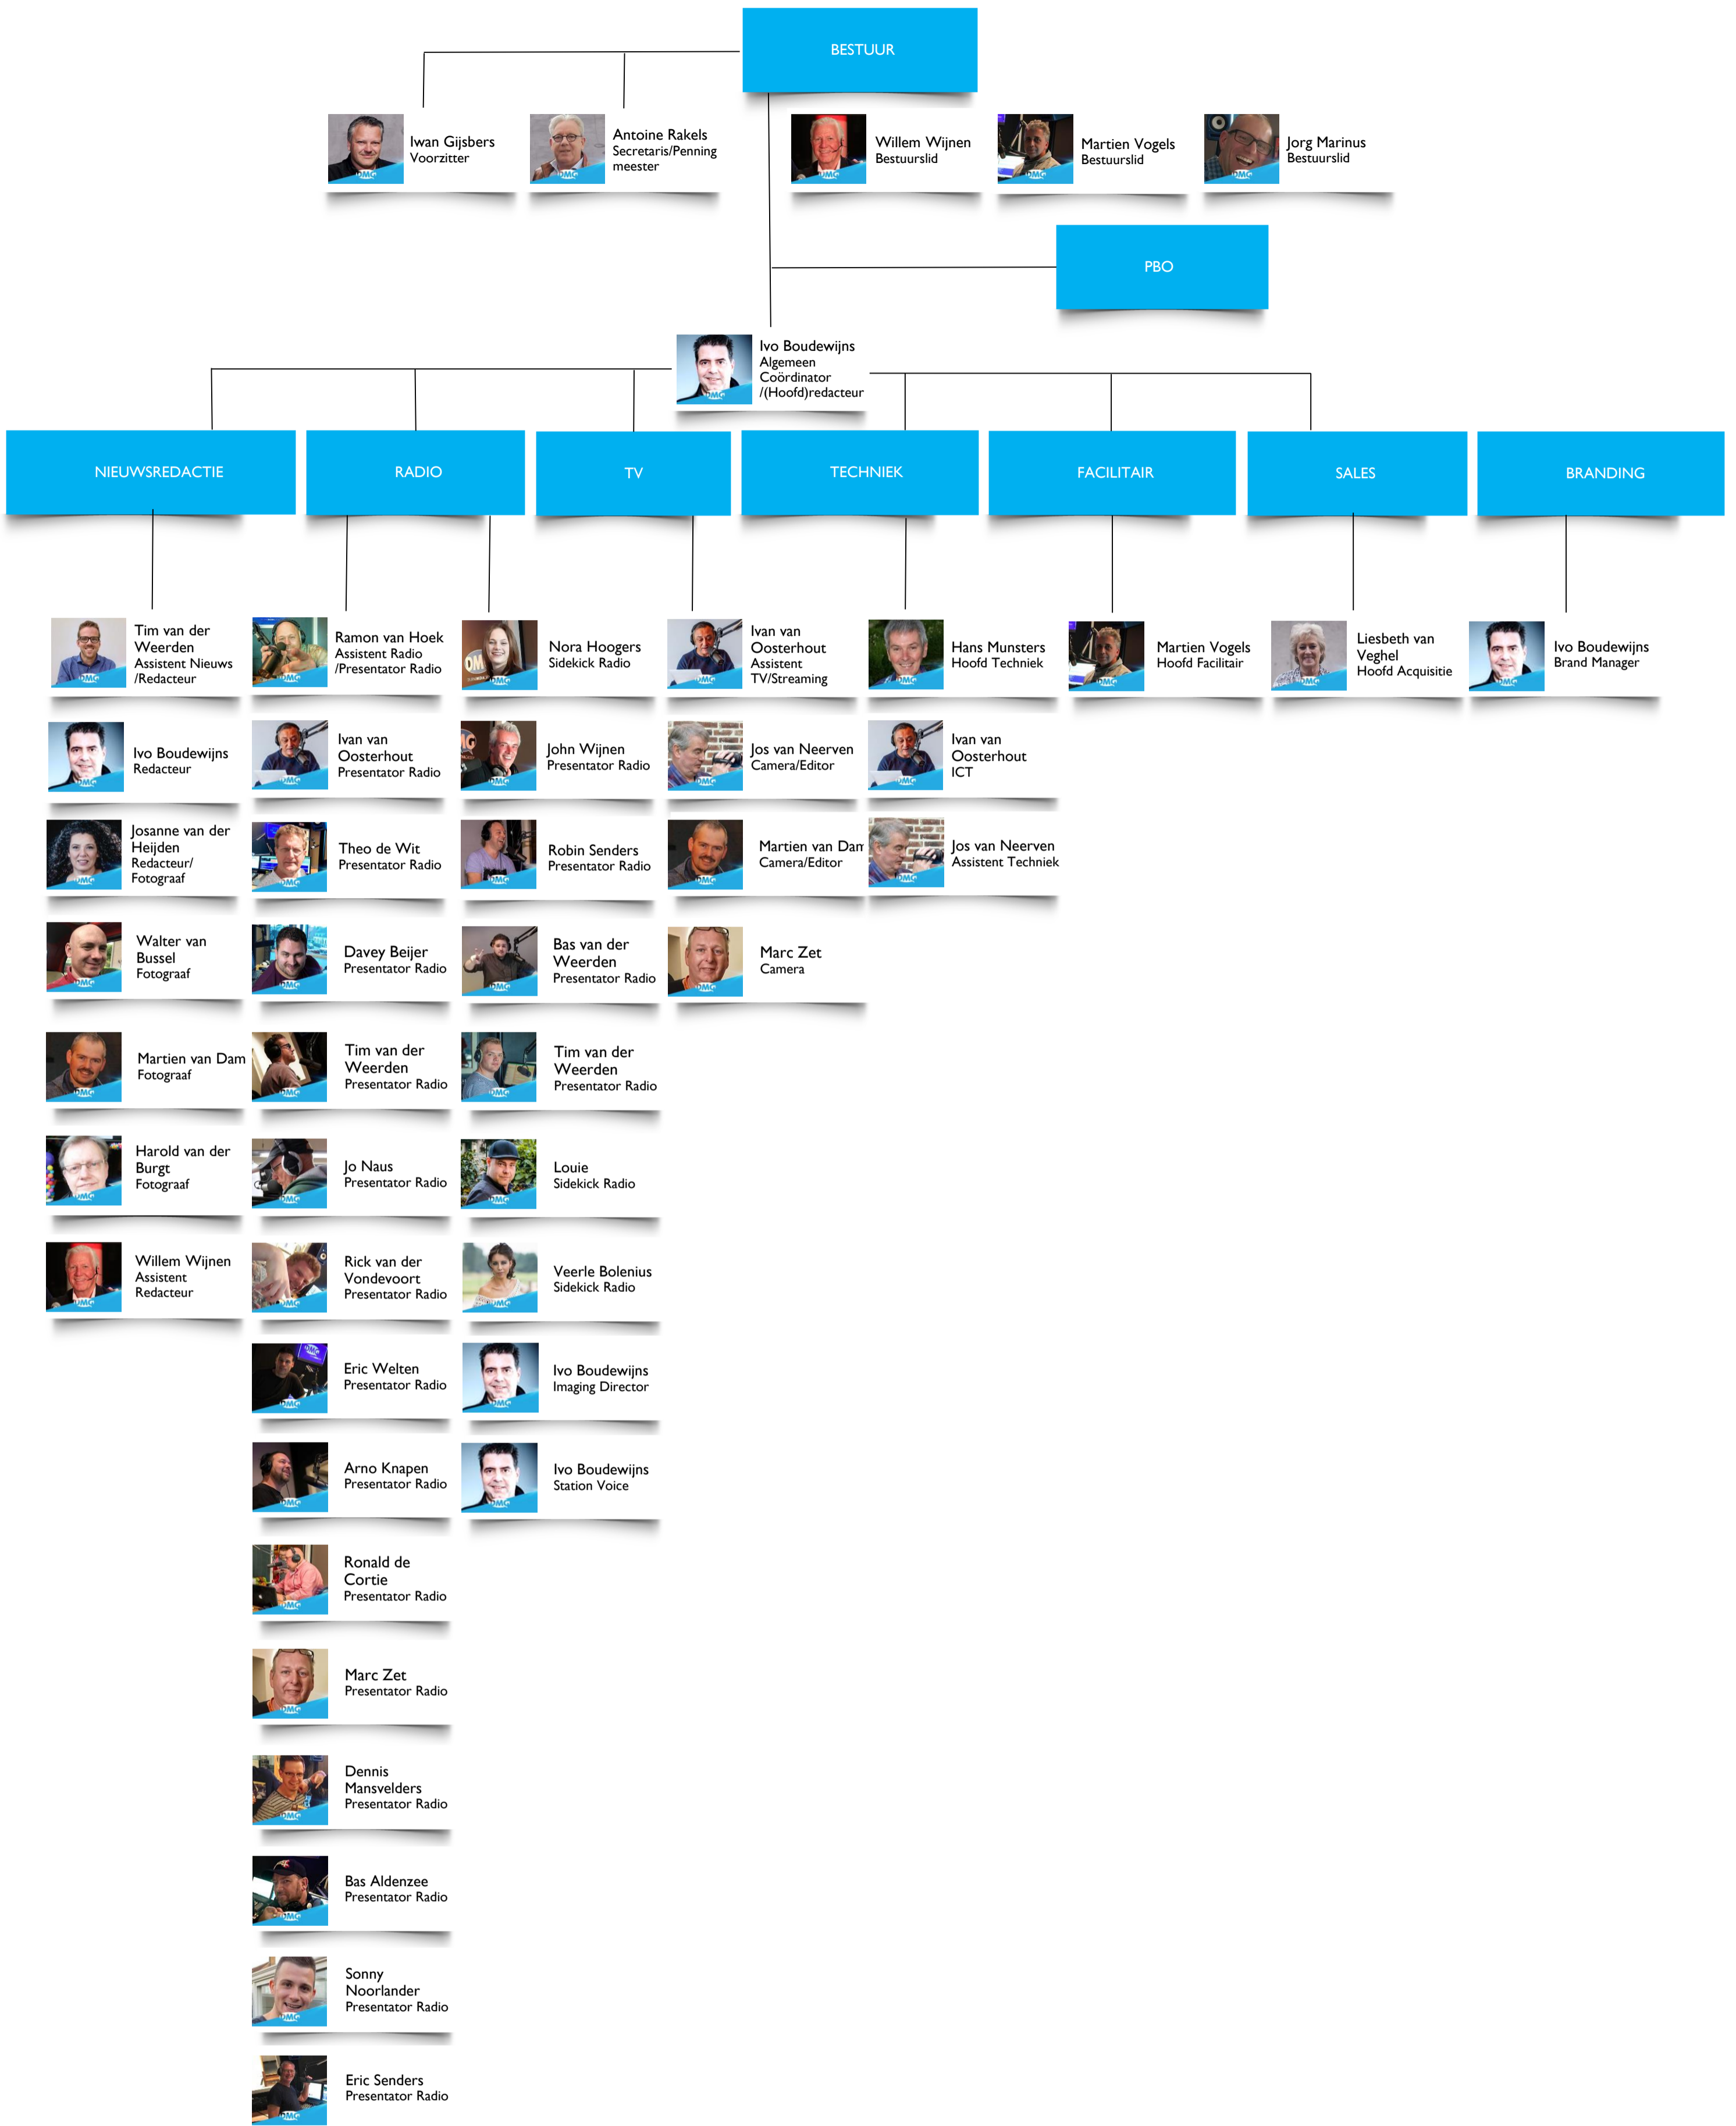 BESTUUR
Iwan Gijsbers
Voorzitter
Antoine Rakels
Secretaris/Penning
meester
Willem Wijnen
Bestuurslid
Martien Vogels
Bestuurslid
Jorg Marinus
Bestuurslid
PBO
Ivo Boudewijns
Algemeen
Coördinator
/(Hoofd)redacteur
NIEUWSREDACTIE
RADIO
TV
TECHNIEK
FACILITAIR
SALES
BRANDING
Tim van der
Weerden
Assistent Nieuws
/Redacteur
Ivo Boudewijns
Redacteur
Josanne van der
Heijden
Redacteur/
Fotograaf
Walter van
Bussel
Fotograaf
Martien van Dam
Fotograaf
Harold van der
Burgt
Fotograaf
Willem Wijnen
Assistent
Redacteur
Ramon van Hoek
Assistent Radio
/Presentator Radio
Ivan van
Oosterhout
Presentator Radio
Theo de Wit
Presentator Radio
Davey Beijer
Presentator Radio
Tim van der
Weerden
Presentator Radio
Jo Naus
Presentator Radio
Rick van der
Vondevoort
Presentator Radio
Eric Welten
Presentator Radio
Arno Knapen
Presentator Radio
Ronald de
Cortie
Presentator Radio
Marc Zet
Presentator Radio
Dennis
Mansvelders
Presentator Radio
Bas Aldenzee
Presentator Radio
Sonny
Noorlander
Presentator Radio
Eric Senders
Presentator Radio
Nora Hoogers
Sidekick Radio
John Wijnen
Presentator Radio
Robin Senders
Presentator Radio
Bas van der
Weerden
Presentator Radio
Tim van der
Weerden
Presentator Radio
Louie
Sidekick Radio
Veerle Bolenius
Sidekick Radio
Ivo Boudewijns
Imaging Director
Ivo Boudewijns
Station Voice
Ivan van
Oosterhout
Assistent
TV/Streaming
Jos van Neerven
Camera/Editor
Martien van Dam
Camera/Editor
Marc Zet
Camera
Hans Munsters
Hoofd Techniek
Ivan van
Oosterhout
ICT
Jos van Neerven
Assistent Techniek
Martien Vogels
Hoofd Facilitair
Liesbeth van
Veghel
Hoofd Acquisitie
Ivo Boudewijns
Brand Manager